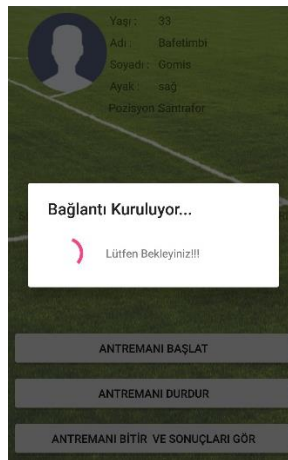 Yaşı: 33
Adı: Bafetimbi
Soyadı: Gomis
Ayak: sağ
Pozisyon Santrafor
Bağlantı Kuruluyor...
Lütfen Bekleyiniz!!!
ANTREMANI BAŞLAT
ANTREMANI DURDUR
ANTREMANI BİTİR VE SONUÇLARI GÖR